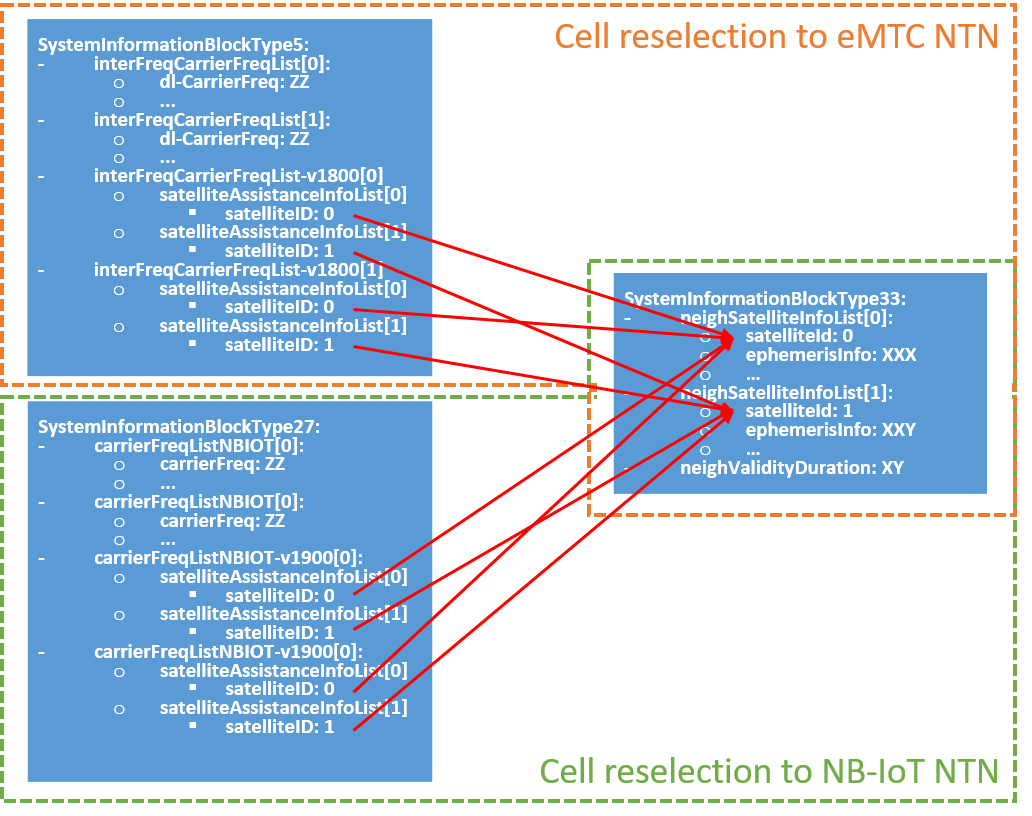 Cell reselection to eMTC NTN
SystemInformationBlockType5:
- interFreqCarrierFreqList[0]:
o dl-CarrierFreq: ZZ
o ...
- interFreqCarrierFreqList[1]:
o dl-CarrierFreq: ZZ
o ...
- interFreqCarrierFreqList-v1800[0]
o satelliteAssistanceInfoList[0]
▪ satelliteID: 0
o satelliteAssistanceInfoList[1]
▪ satelliteID: 1
- interFreqCarrierFreqList-v1800[1]
o satelliteAssistanceInfoList[0]
▪ satelliteID: 0
o satelliteAssistanceInfoList[1]
▪ satelliteID: 1
SystemInformationBlockType33:
- neighSatelliteInfoList[0]:
o satelliteId: 0
o ephemerisInfo: XXX
o ...
- neighSatelliteInfoList[1]:
o satelliteId: 1
o ephemerisInfo: XXY
o ...
- neighValidityDuration: XY
SystemInformationBlockType27:
- carrierFreqListNBIOT[0]:
o carrierFreq: ZZ
o ...
- carrierFreqListNBIOT[0]:
o carrierFreq: ZZ
o ...
- carrierFreqListNBIOT-v1900[0]:
o satelliteAssistanceInfoList[0]
▪ satelliteID: 0
o satelliteAssistanceInfoList[1]
▪ satelliteID: 1
- carrierFreqListNBIOT-v1900[0]:
o satelliteAssistanceInfoList[0]
▪ satelliteID: 0
o satelliteAssistanceInfoList[1]
▪ satelliteID: 1
Cell reselection to NB-IoT NTN